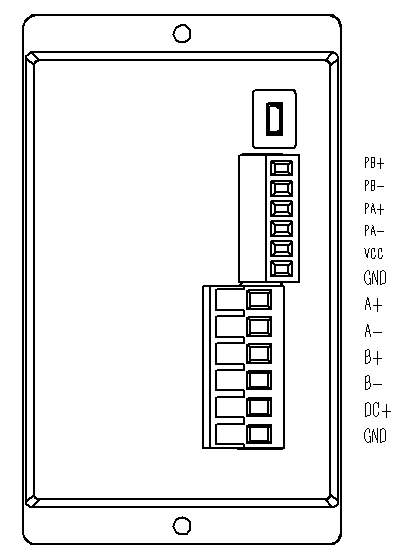 PB+
PB-
PA+
PA-
VCC
GND
A+
A-
B+
B-
DC+
GND